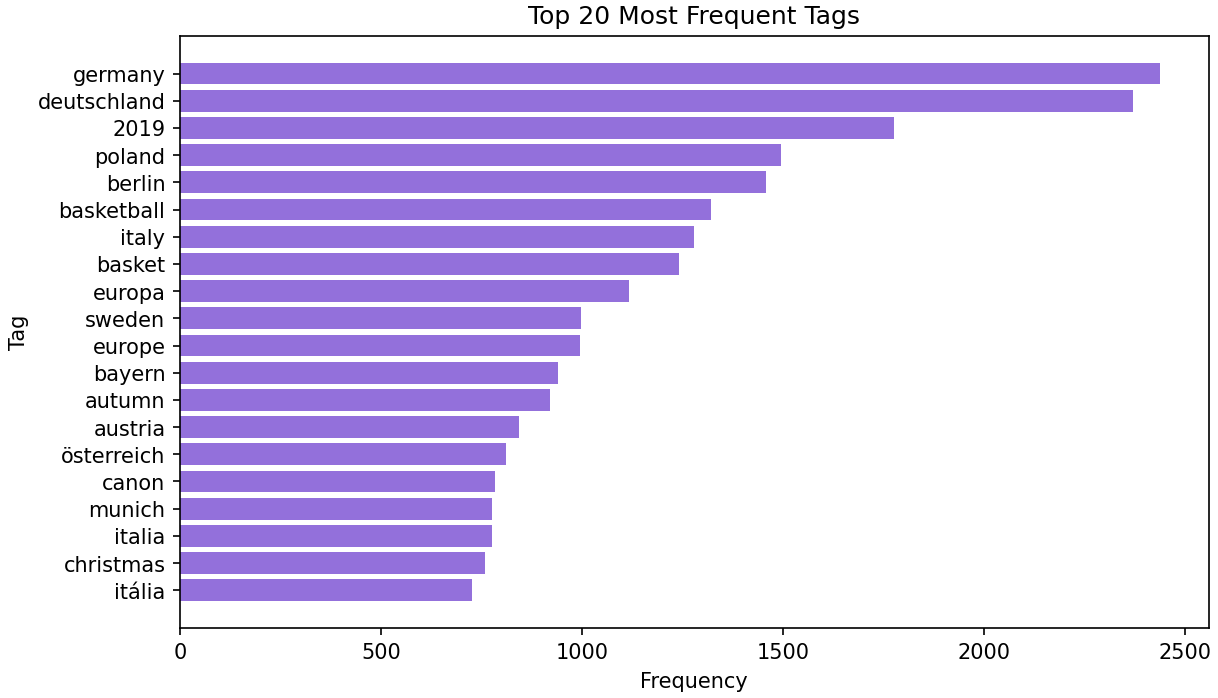 Top 20 Most Frequent Tags
Tag
germany
deutschland
2019
poland
berlin
basketball
italy
basket
europa
sweden
europe
bayern
autumn
austria
österreich
canon
munich
italia
christmas
itália
0 500 1000 1500 2000 2500
Frequency